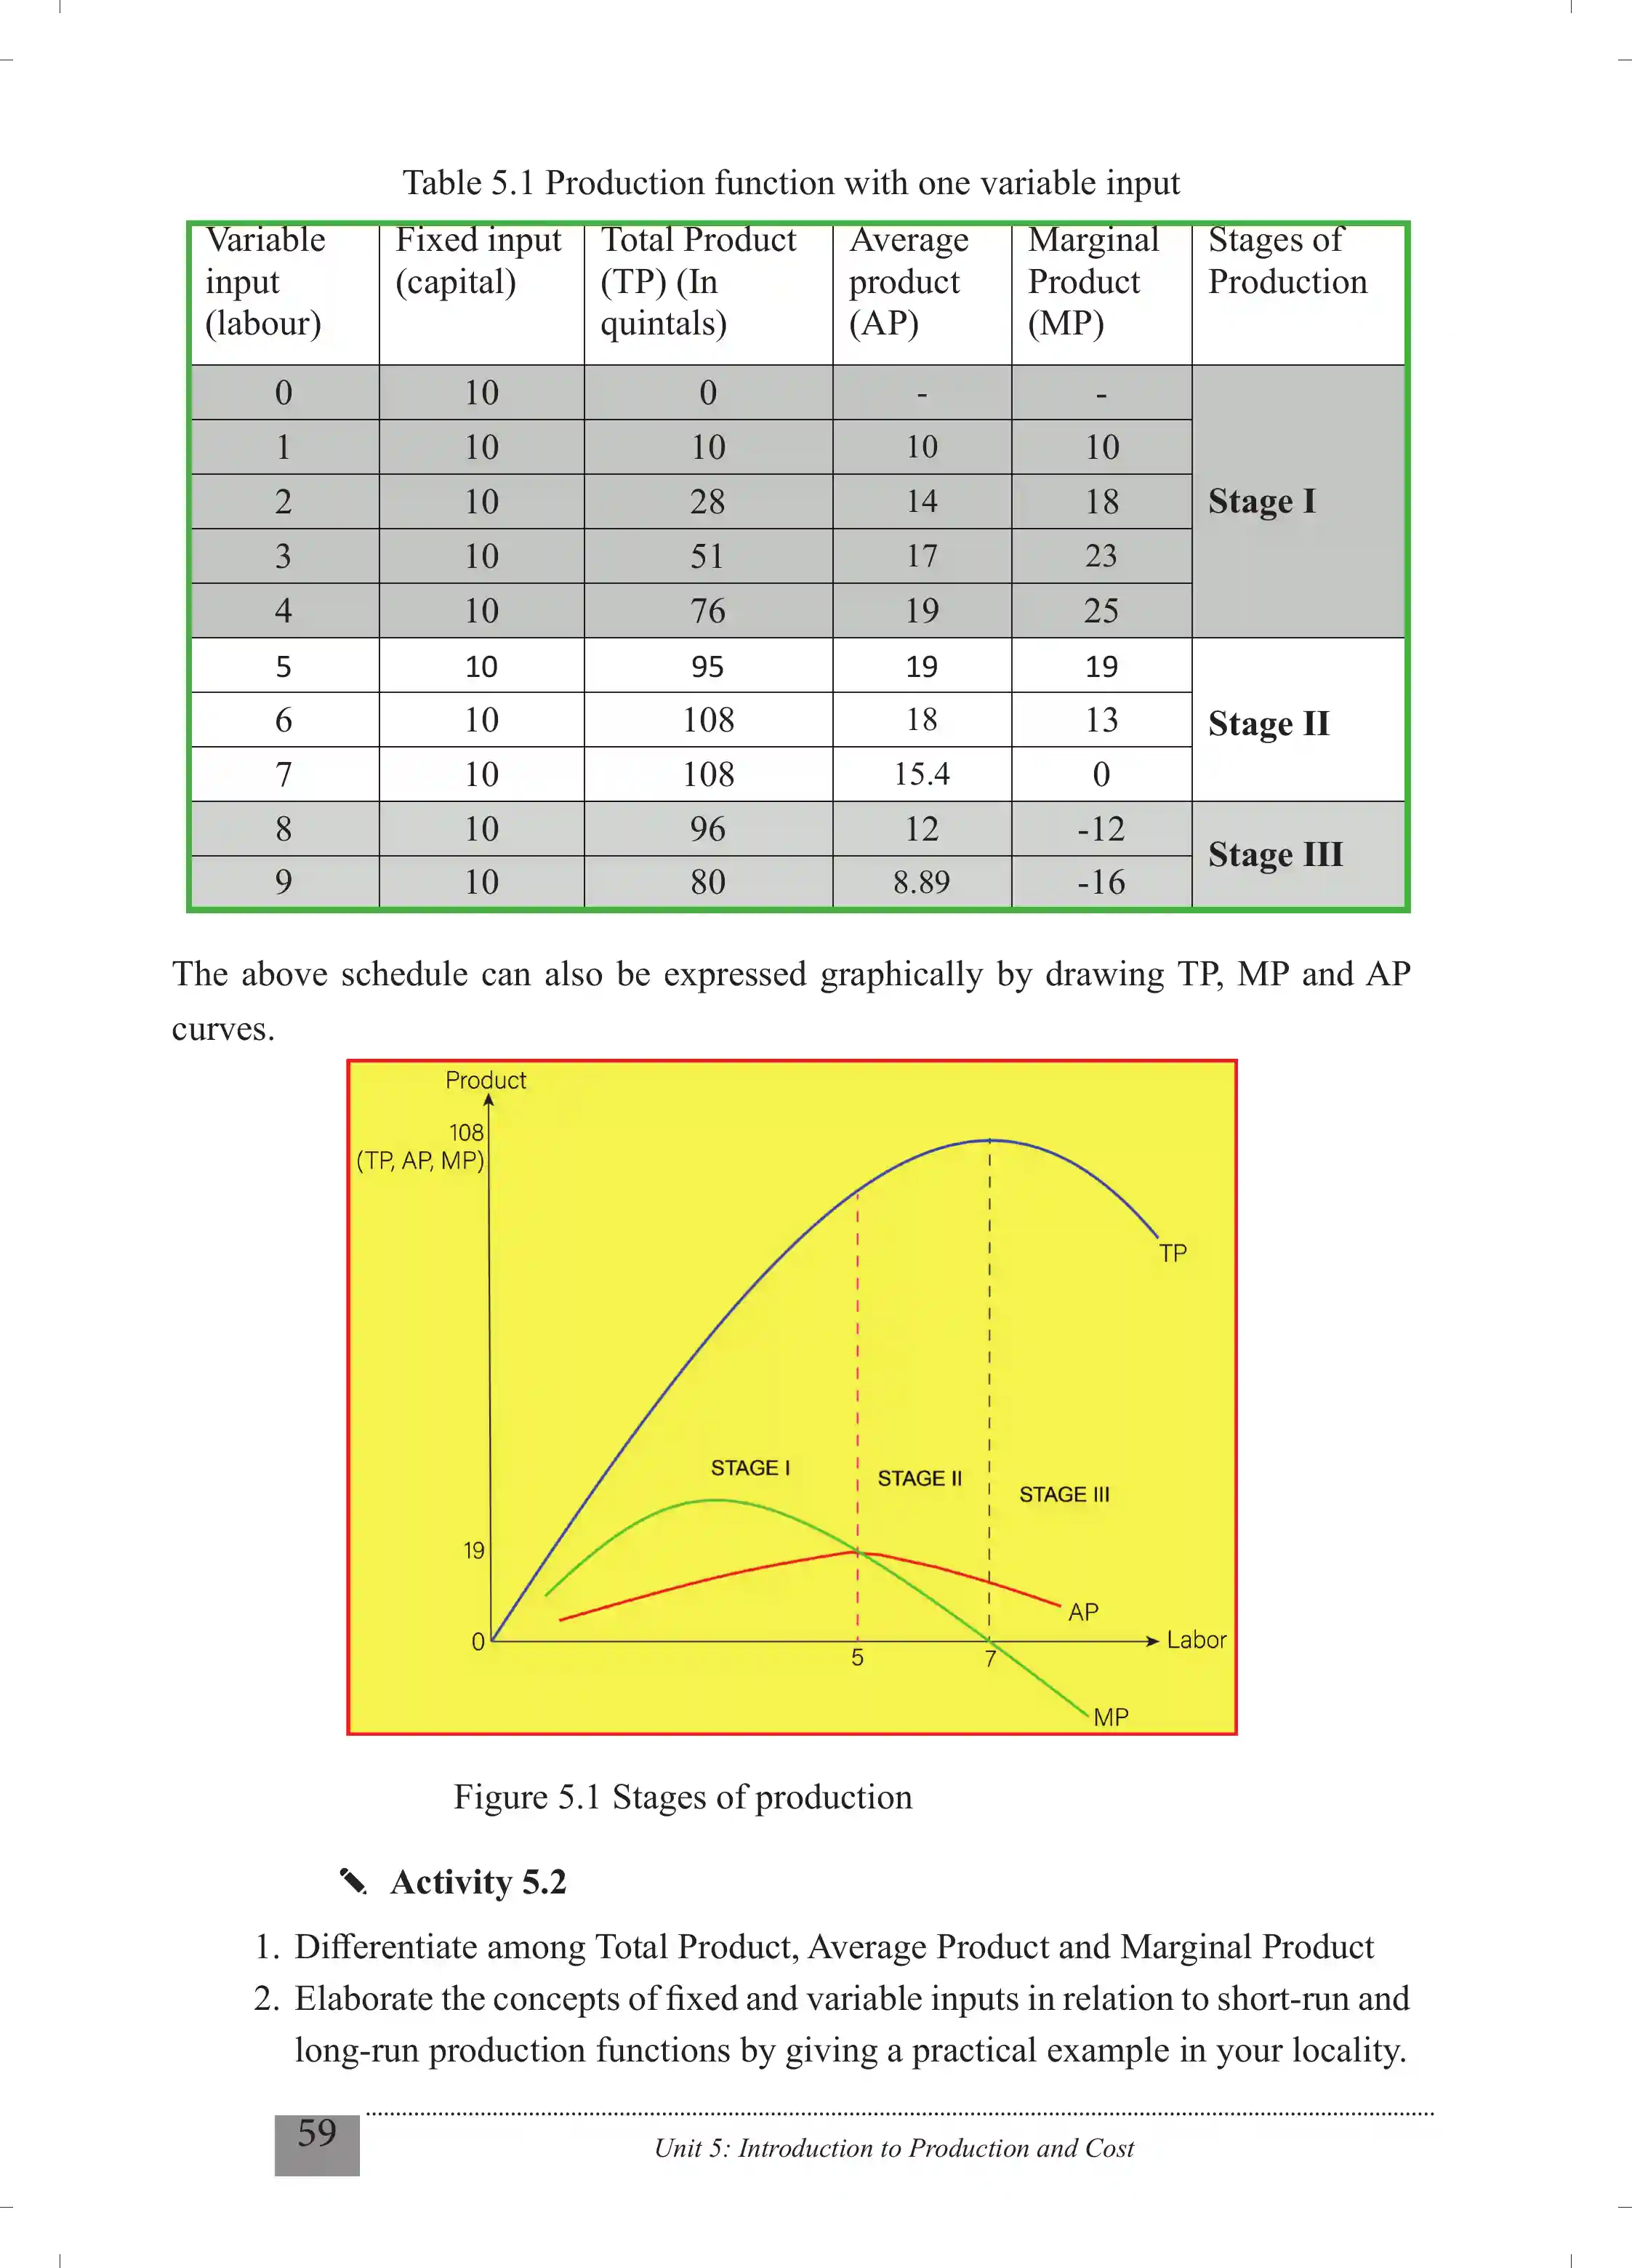 Table 5.1 Production function with one variable input
Variable input (labour) Fixed input (capital) Total Product (TP) (In quintals) Average product (AP) Marginal Product (MP) Stages of Production
0 10 0 - -
1 10 10 10 10
2 10 28 14 18 Stage I
3 10 51 17 23
4 10 76 19 25
5 10 95 19 19
6 10 108 18 13 Stage II
7 10 108 15.4 0
8 10 96 12 -12 Stage III
9 10 80 8.89 -16
The above schedule can also be expressed graphically by drawing TP, MP and AP
curves.
Product
108
(TP, AP, MP)
TP
STAGE I
STAGE II
STAGE III
19
AP
0
Labor
5
7
MP
Figure 5.1 Stages of production
Activity 5.2
1. Differentiate among Total Product, Average Product and Marginal Product
2. Elaborate the concepts of fixed and variable inputs in relation to short-run and
long-run production functions by giving a practical example in your locality.
59
Unit 5: Introduction to Production and Cost